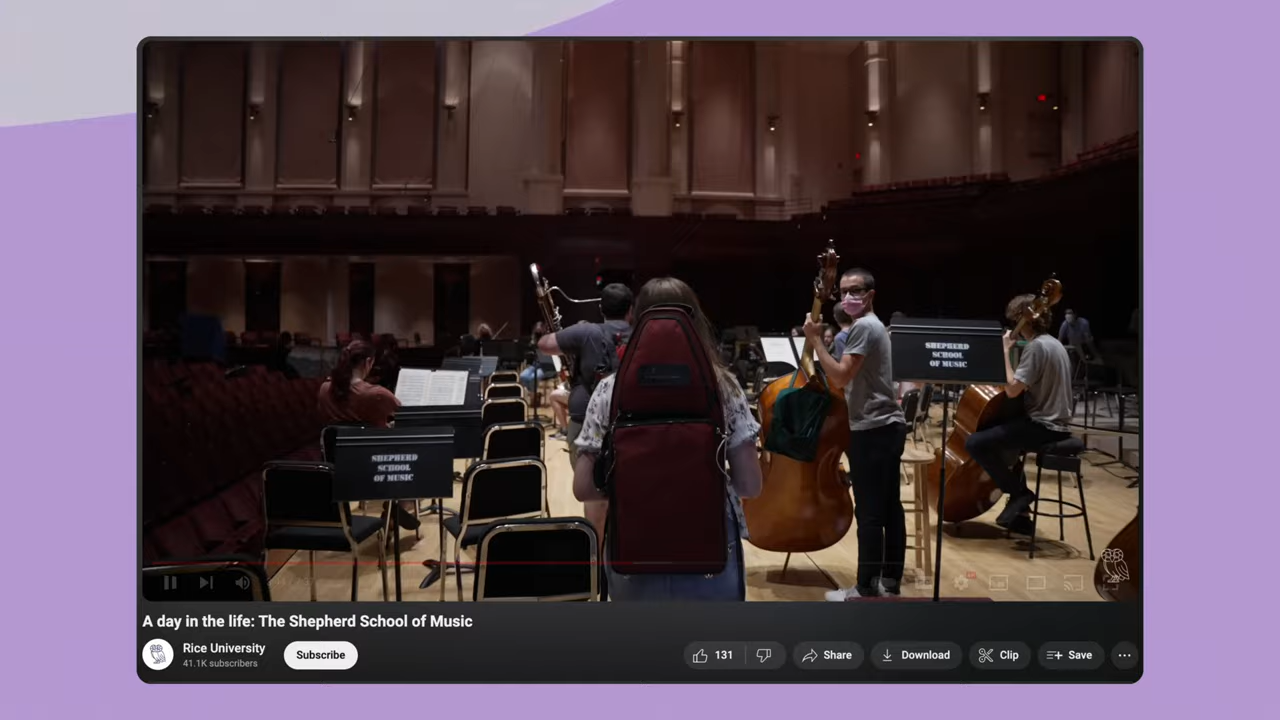 SHEPHERD
SCHOOL
OF MUSIC
SHEPHERD
SCHOOL
OF MUSIC
A day in the life: The Shepherd School of Music
Rice University
41.1K subscribers
Subscribe
131
Share
Download
Clip
Save